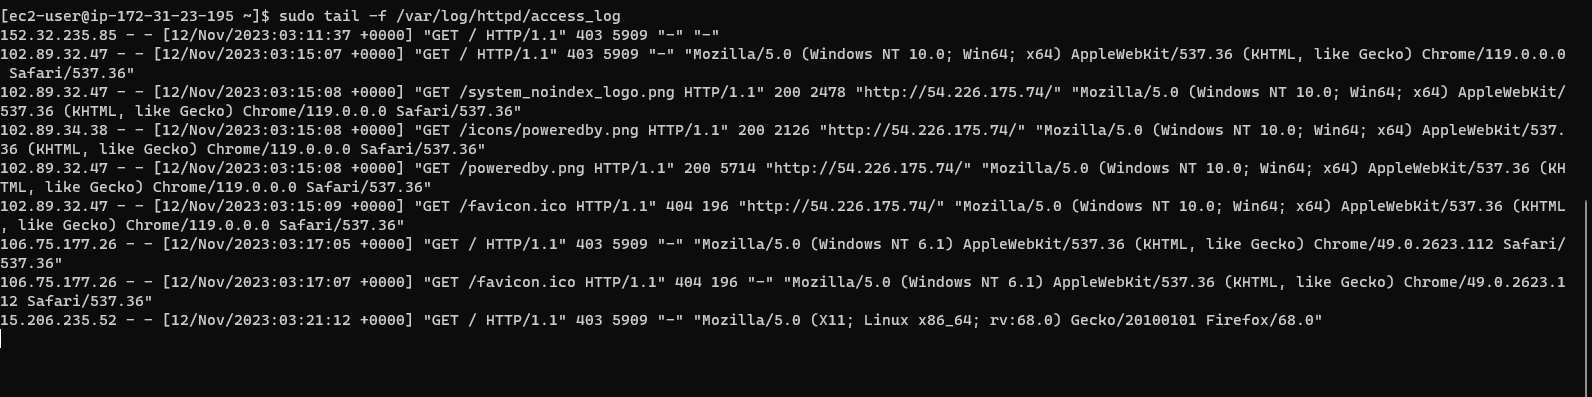 [ec2-user@ip-172-31-23-195 ~]$ sudo tail -f /var/log/httpd/access_log
152.32.235.85 - - [12/Nov/2023:03:11:37 +0000] "GET / HTTP/1.1" 403 5909 "-" "-"
102.89.32.47 - - [12/Nov/2023:03:15:07 +0000] "GET / HTTP/1.1" 403 5909 "-" "Mozilla/5.0 (Windows NT 10.0; Win64; x64) AppleWebKit/537.36 (KHTML, like Gecko) Chrome/119.0.0.0
 Safari/537.36"
102.89.32.47 - - [12/Nov/2023:03:15:08 +0000] "GET /system_noindex_logo.png HTTP/1.1" 200 2478 "http://54.226.175.74/" "Mozilla/5.0 (Windows NT 10.0; Win64; x64) AppleWebKit/
537.36 (KHTML, like Gecko) Chrome/119.0.0.0 Safari/537.36"
102.89.34.38 - - [12/Nov/2023:03:15:08 +0000] "GET /icons/poweredby.png HTTP/1.1" 200 2126 "http://54.226.175.74/" "Mozilla/5.0 (Windows NT 10.0; Win64; x64) AppleWebKit/537.
36 (KHTML, like Gecko) Chrome/119.0.0.0 Safari/537.36"
102.89.32.47 - - [12/Nov/2023:03:15:08 +0000] "GET /poweredby.png HTTP/1.1" 200 5714 "http://54.226.175.74/" "Mozilla/5.0 (Windows NT 10.0; Win64; x64) AppleWebKit/537.36 (KH
TML, like Gecko) Chrome/119.0.0.0 Safari/537.36"
102.89.32.47 - - [12/Nov/2023:03:15:09 +0000] "GET /favicon.ico HTTP/1.1" 404 196 "http://54.226.175.74/" "Mozilla/5.0 (Windows NT 10.0; Win64; x64) AppleWebKit/537.36 (KHTML
, like Gecko) Chrome/119.0.0.0 Safari/537.36"
106.75.177.26 - - [12/Nov/2023:03:17:05 +0000] "GET / HTTP/1.1" 403 5909 "-" "Mozilla/5.0 (Windows NT 6.1) AppleWebKit/537.36 (KHTML, like Gecko) Chrome/49.0.2623.112 Safari/
537.36"
106.75.177.26 - - [12/Nov/2023:03:17:07 +0000] "GET /favicon.ico HTTP/1.1" 404 196 "-" "Mozilla/5.0 (Windows NT 6.1) AppleWebKit/537.36 (KHTML, like Gecko) Chrome/49.0.2623.1
12 Safari/537.36"
15.206.235.52 - - [12/Nov/2023:03:21:12 +0000] "GET / HTTP/1.1" 403 5909 "-" "Mozilla/5.0 (X11; Linux x86_64; rv:68.0) Gecko/20100101 Firefox/68.0"